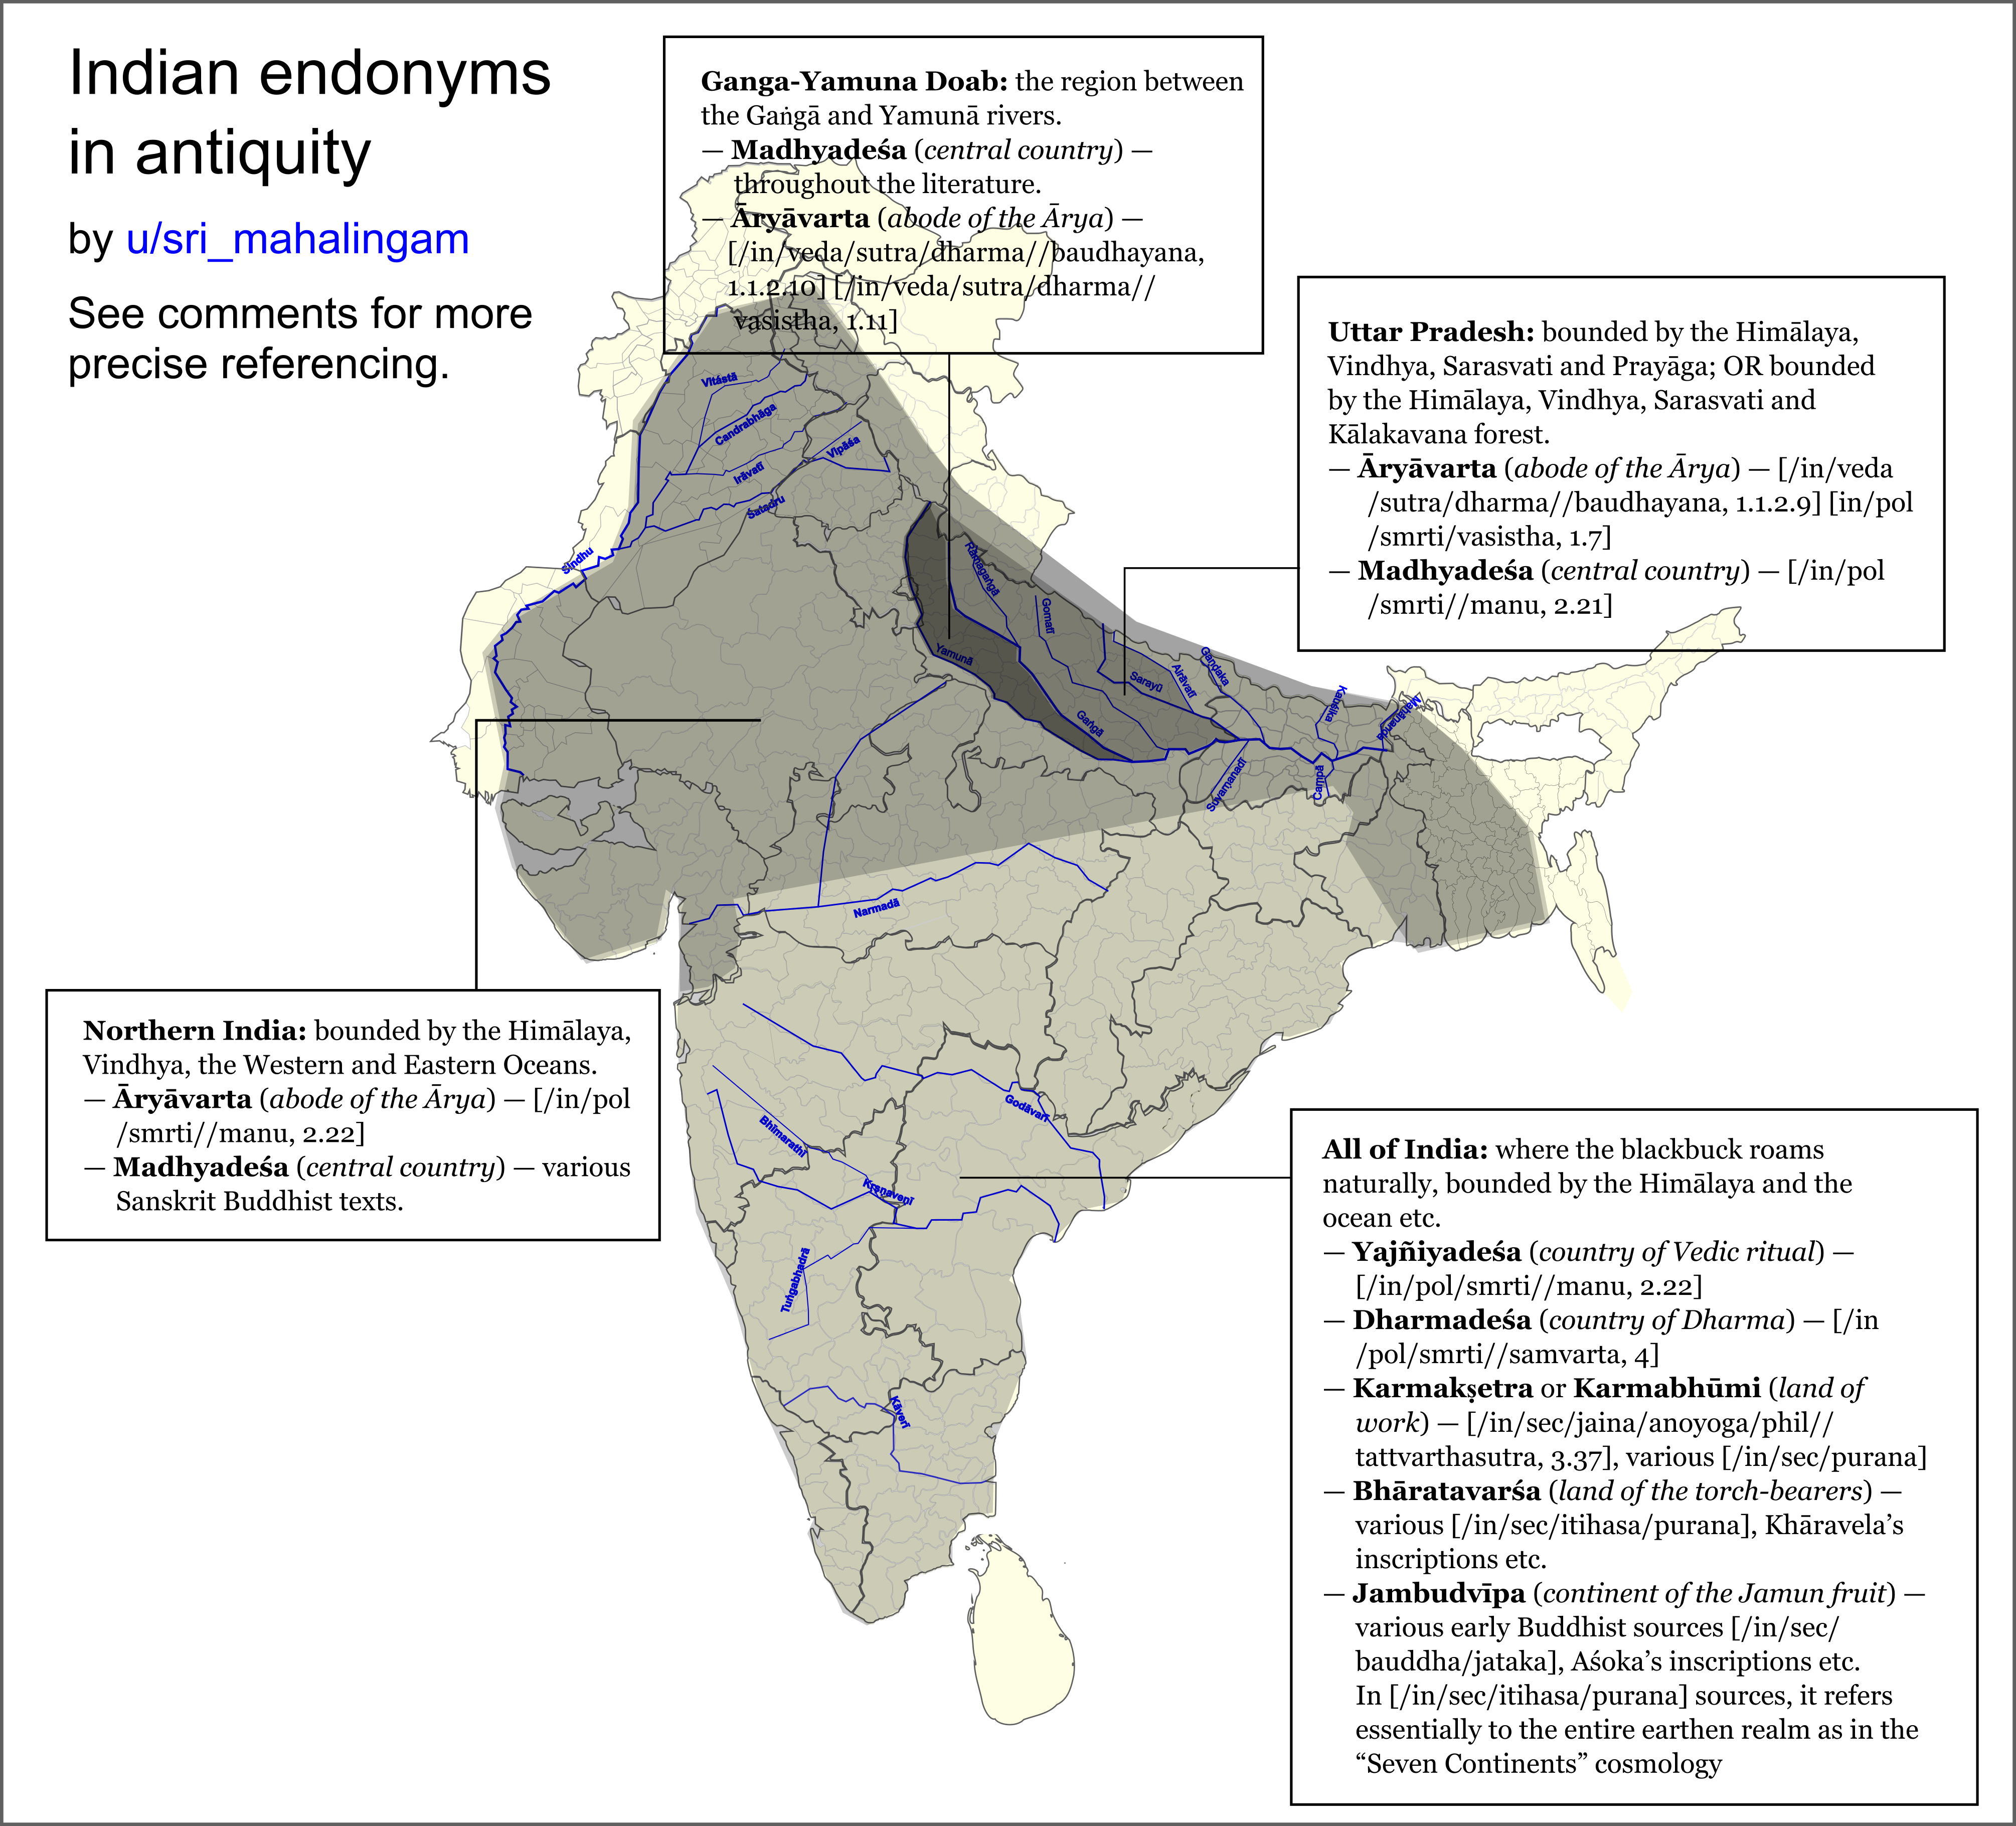 Indian endonyms
in antiquity
by u/sri_mahalingam
See comments for more
precise referencing.
Ganga-Yamuna Doab: the region between
the Gaṅgā and Yamunā rivers.
— Madhyadeśa (central country) —
throughout the literature.
— Āryāvarta (abode of the Ārya) —
[/in/veda/sutra/dharma//baudhayana,
1.1.2.10] [/in/veda/sutra/dharma//
vasistha, 1.11]
Uttar Pradesh: bounded by the Himālaya,
Vindhya, Sarasvati and Prayāga; OR bounded
by the Himālaya, Vindhya, Sarasvati and
Kālakavana forest.
— Āryāvarta (abode of the Ārya) — [/in/veda
/sutra/dharma//baudhayana, 1.1.2.9] [in/pol
/smrti/vasistha, 1.7]
— Madhyadeśa (central country) — [/in/pol
/smrti//manu, 2.21]
Vitástā
Candrabhāga
Irāvatī
Vipāśa
Śatadru
Sindhu
Rāmagaṅgā
Gomatī
Yamunā
Gaṅgā
Sarayū
Airāvatī
Gaṇḍaka
Kauśika
Mahānanda
Suvarṇanadī
Campā
Narmadā
Godāvarī
Bhīmarathī
Kṛṣṇaveṇī
Tuṅgabhadrā
Kāverī
Northern India: bounded by the Himālaya,
Vindhya, the Western and Eastern Oceans.
— Āryāvarta (abode of the Ārya) — [/in/pol
/smrti//manu, 2.22]
— Madhyadeśa (central country) — various
Sanskrit Buddhist texts.
All of India: where the blackbuck roams
naturally, bounded by the Himālaya and the
ocean etc.
— Yajñiyadeśa (country of Vedic ritual) —
[/in/pol/smrti//manu, 2.22]
— Dharmadeśa (country of Dharma) — [/in
/pol/smrti//samvarta, 4]
— Karmakṣetra or Karmabhūmi (land of
work) — [/in/sec/jaina/anoyoga/phil//
tattvarthasutra, 3.37], various [/in/sec/purana]
— Bhāratavarśa (land of the torch-bearers) —
various [/in/sec/itihasa/purana], Khāravela’s
inscriptions etc.
— Jambudvīpa (continent of the Jamun fruit) —
various early Buddhist sources [/in/sec/
bauddha/jataka], Aśoka’s inscriptions etc.
In [/in/sec/itihasa/purana] sources, it refers
essentially to the entire earthen realm as in the
“Seven Continents” cosmology